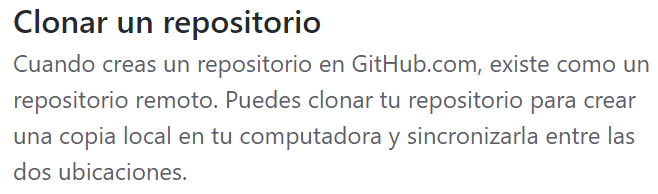 Clonar un repositorio
Cuando creas un repositorio en GitHub.com, existe como un
repositorio remoto. Puedes clonar tu repositorio para crear
una copia local en tu computadora y sincronizarla entre las
dos ubicaciones.